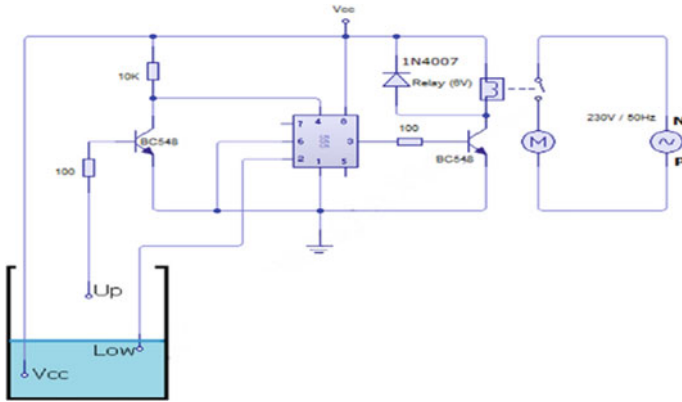 Vcc
1N4007
10K
Relay (6V)
7
4
8
6
555
3
2
1
5
100
BC548
100
BC548
M
230V / 50Hz
N
P
Up
Low
Vcc